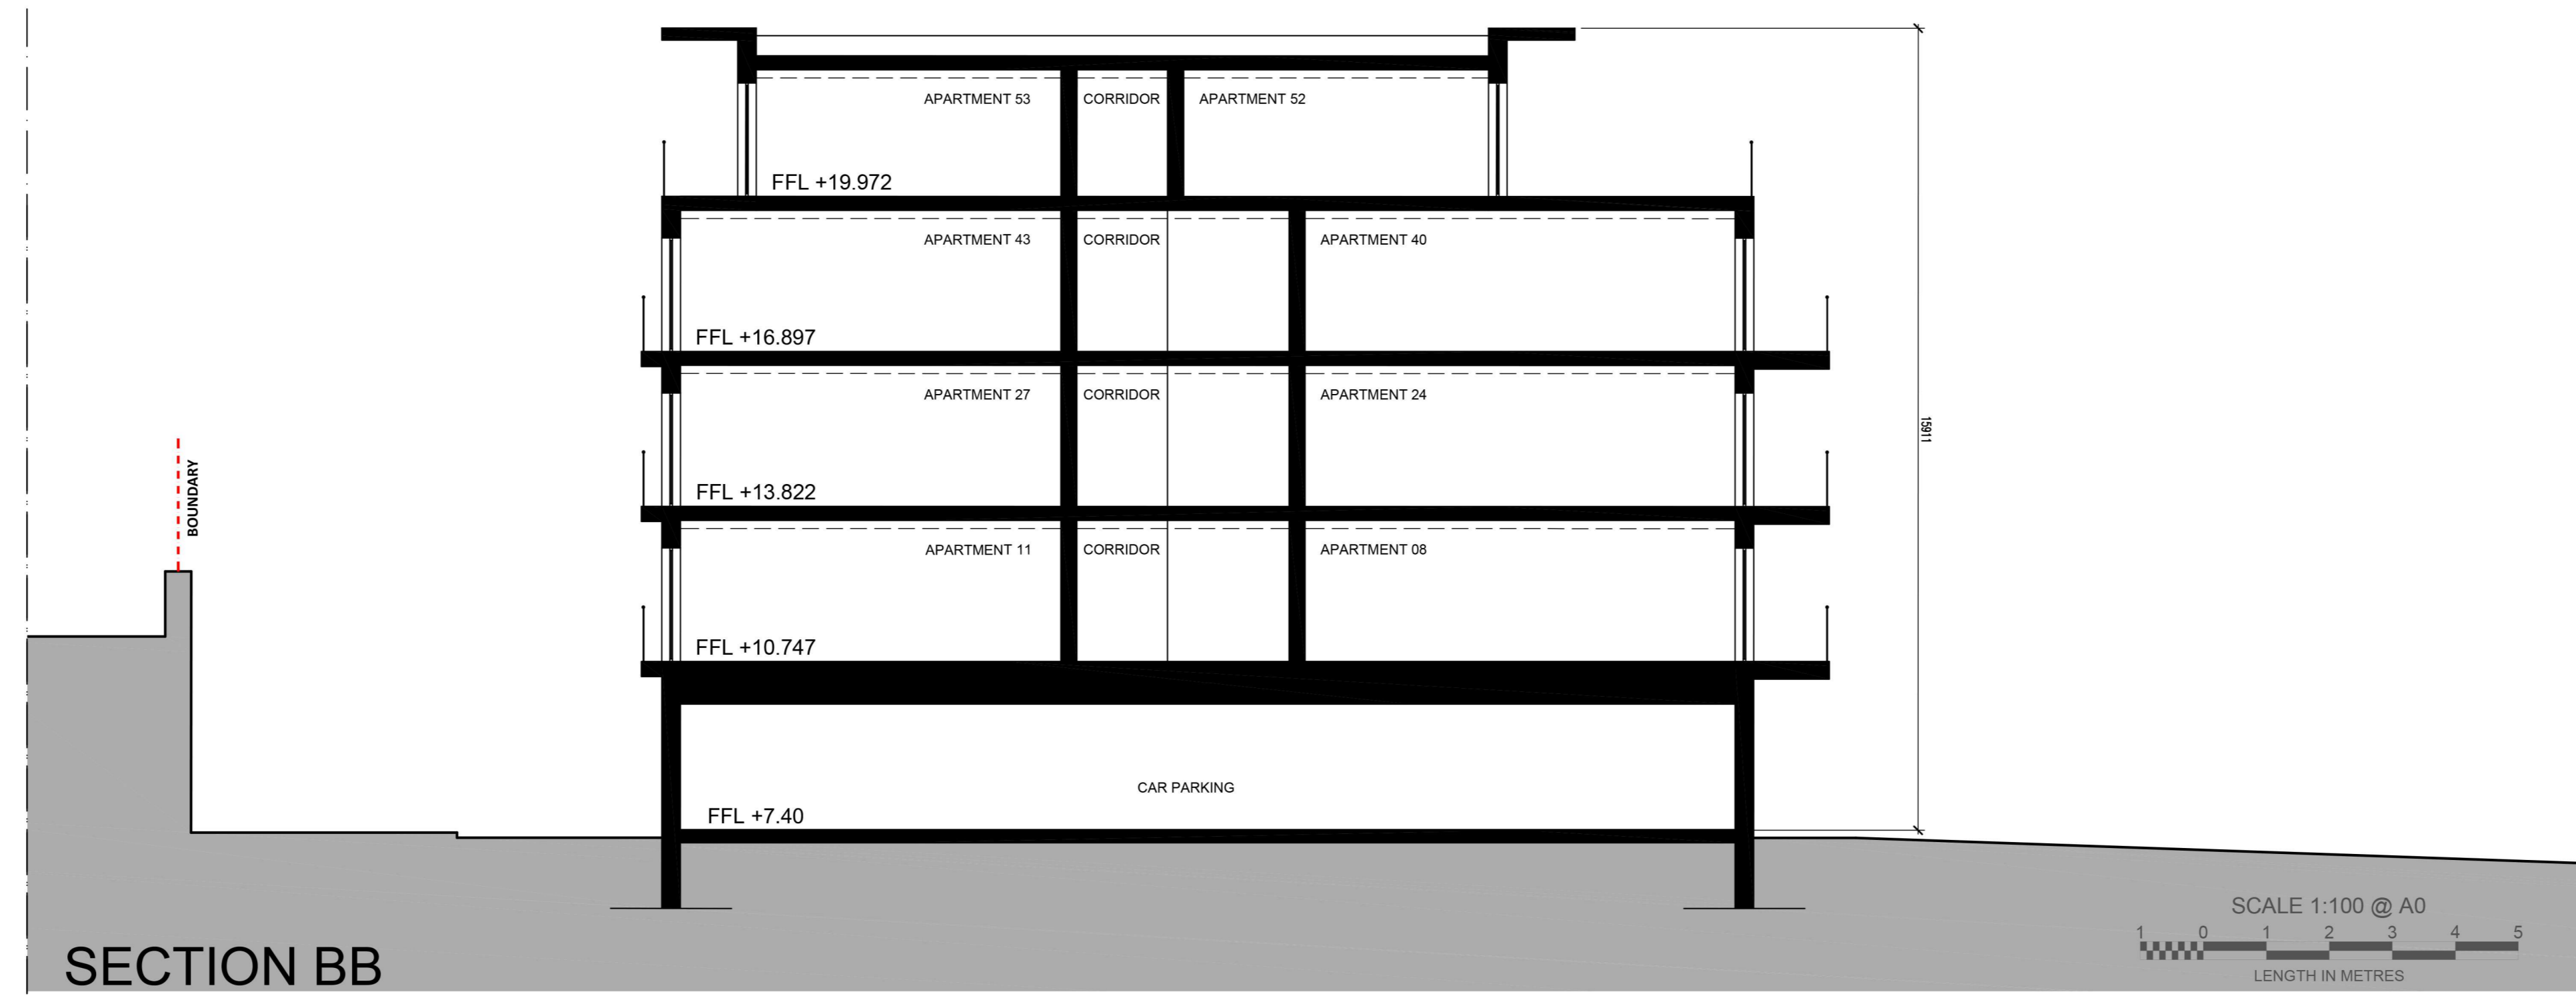 APARTMENT 53 CORRIDOR APARTMENT 52
FFL +19.972
APARTMENT 43 CORRIDOR APARTMENT 40
FFL +16.897
APARTMENT 27 CORRIDOR APARTMENT 24
15911
BOUNDARY
FFL +13.822
APARTMENT 11 CORRIDOR APARTMENT 08
FFL +10.747
CAR PARKING
FFL +7.40
SCALE 1:100 @ A0
1 0 1 2 3 4 5
LENGTH IN METRES
SECTION BB